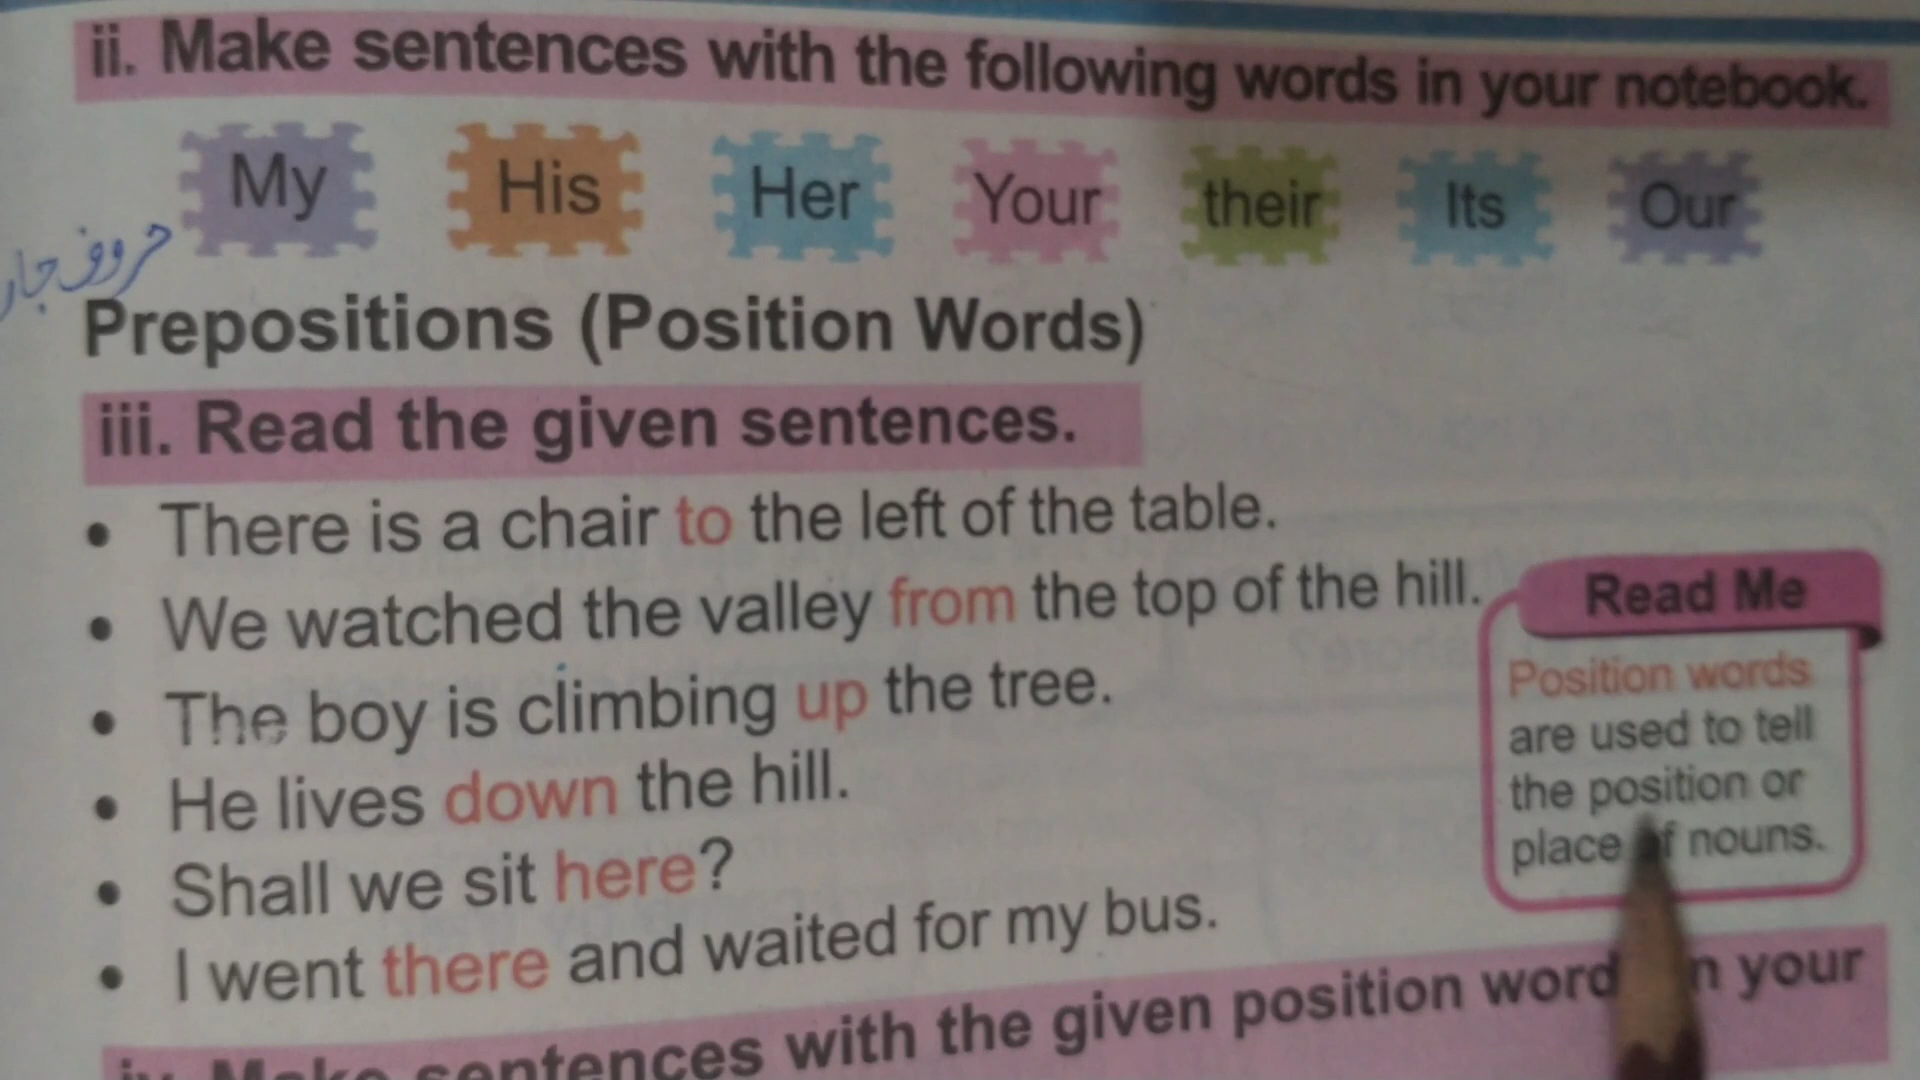 ii. Make sentences with the following words in your notebook.
My His Her Your their Its Our
حروف جار
Prepositions (Position Words)
iii. Read the given sentences.
• There is a chair to the left of the table.
• We watched the valley from the top of the hill.
• The boy is climbing up the tree.
• He lives down the hill.
• Shall we sit here?
• I went there and waited for my bus.
Read Me
Position words
are used to tell
the position or
place of nouns.
iv. Make sentences with the given position word in your